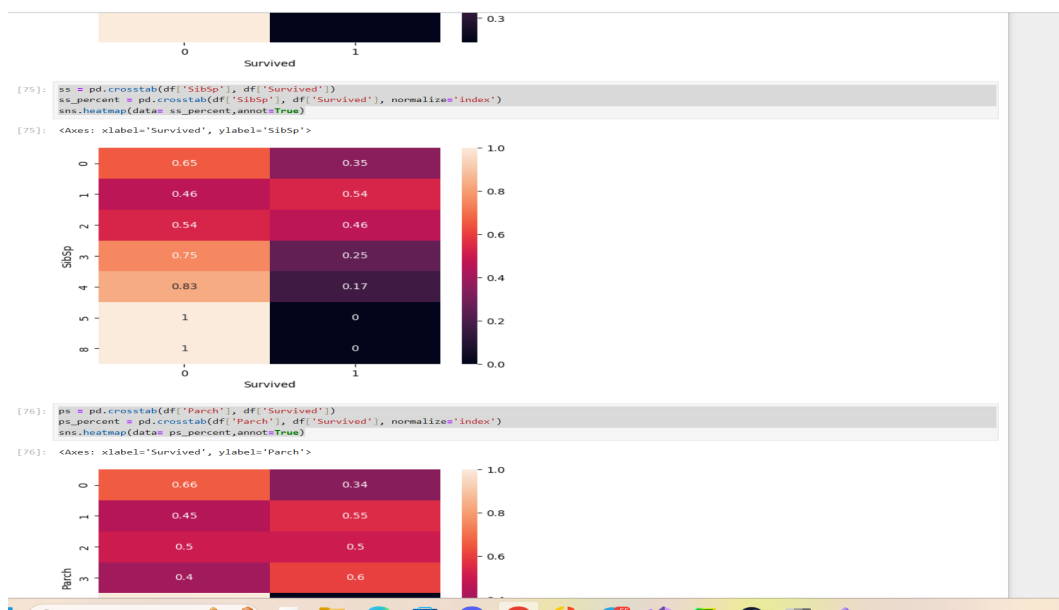 0.3
0 1
Survived
[75]: ss = pd.crosstab(df['SibSp'], df['Survived'])
ss_percent = pd.crosstab(df['SibSp'], df['Survived'], normalize='index')
sns.heatmap(data= ss_percent,annot=True)
[75]: <Axes: xlabel='Survived', ylabel='SibSp'>
1.0
0 0.65 0.35
0.8
1 0.46 0.54
2 0.54 0.46
0.6
SibSp
3 0.75 0.25
0.4
4 0.83 0.17
5 1 0
0.2
8 1 0
0.0
0 1
Survived
[76]: ps = pd.crosstab(df['Parch'], df['Survived'])
ps_percent = pd.crosstab(df['Parch'], df['Survived'], normalize='index')
sns.heatmap(data= ps_percent,annot=True)
[76]: <Axes: xlabel='Survived', ylabel='Parch'>
1.0
0 0.66 0.34
0.8
1 0.45 0.55
2 0.5 0.5
0.6
Parch
3 0.4 0.6